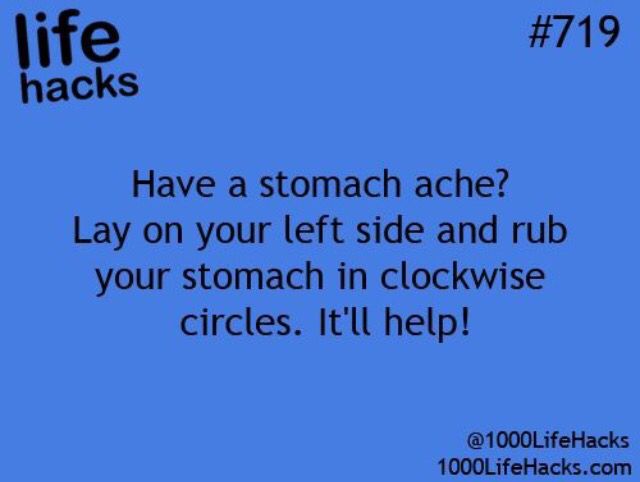 life
hacks
#719
Have a stomach ache?
Lay on your left side and rub
your stomach in clockwise
circles. It'll help!
@1000LifeHacks
1000LifeHacks.com